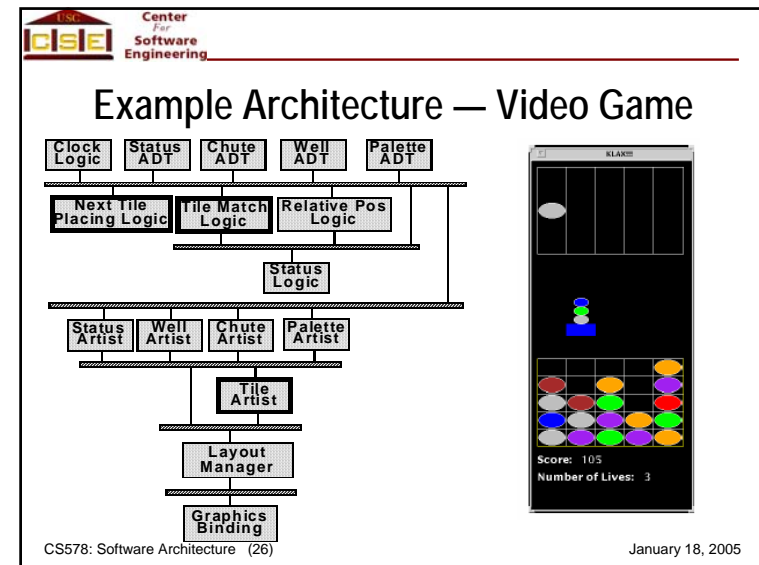 USC
CSE
Center
For
Software
Engineering
Example Architecture — Video Game
Clock
Logic
Status
ADT
Chute
ADT
Well
ADT
Palette
ADT
Next Tile
Placing Logic
Tile Match
Logic
Relative Pos
Logic
Status
Logic
Status
Artist
Well
Artist
Chute
Artist
Palette
Artist
Tile
Artist
Layout
Manager
Graphics
Binding
KLAX!!!
Score: 105
Number of Lives: 3
CS578: Software Architecture (26)
January 18, 2005